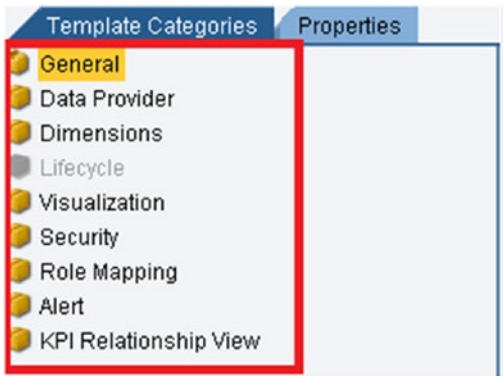 Template Categories Properties
General
Data Provider
Dimensions
Lifecycle
Visualization
Security
Role Mapping
Alert
KPI Relationship View